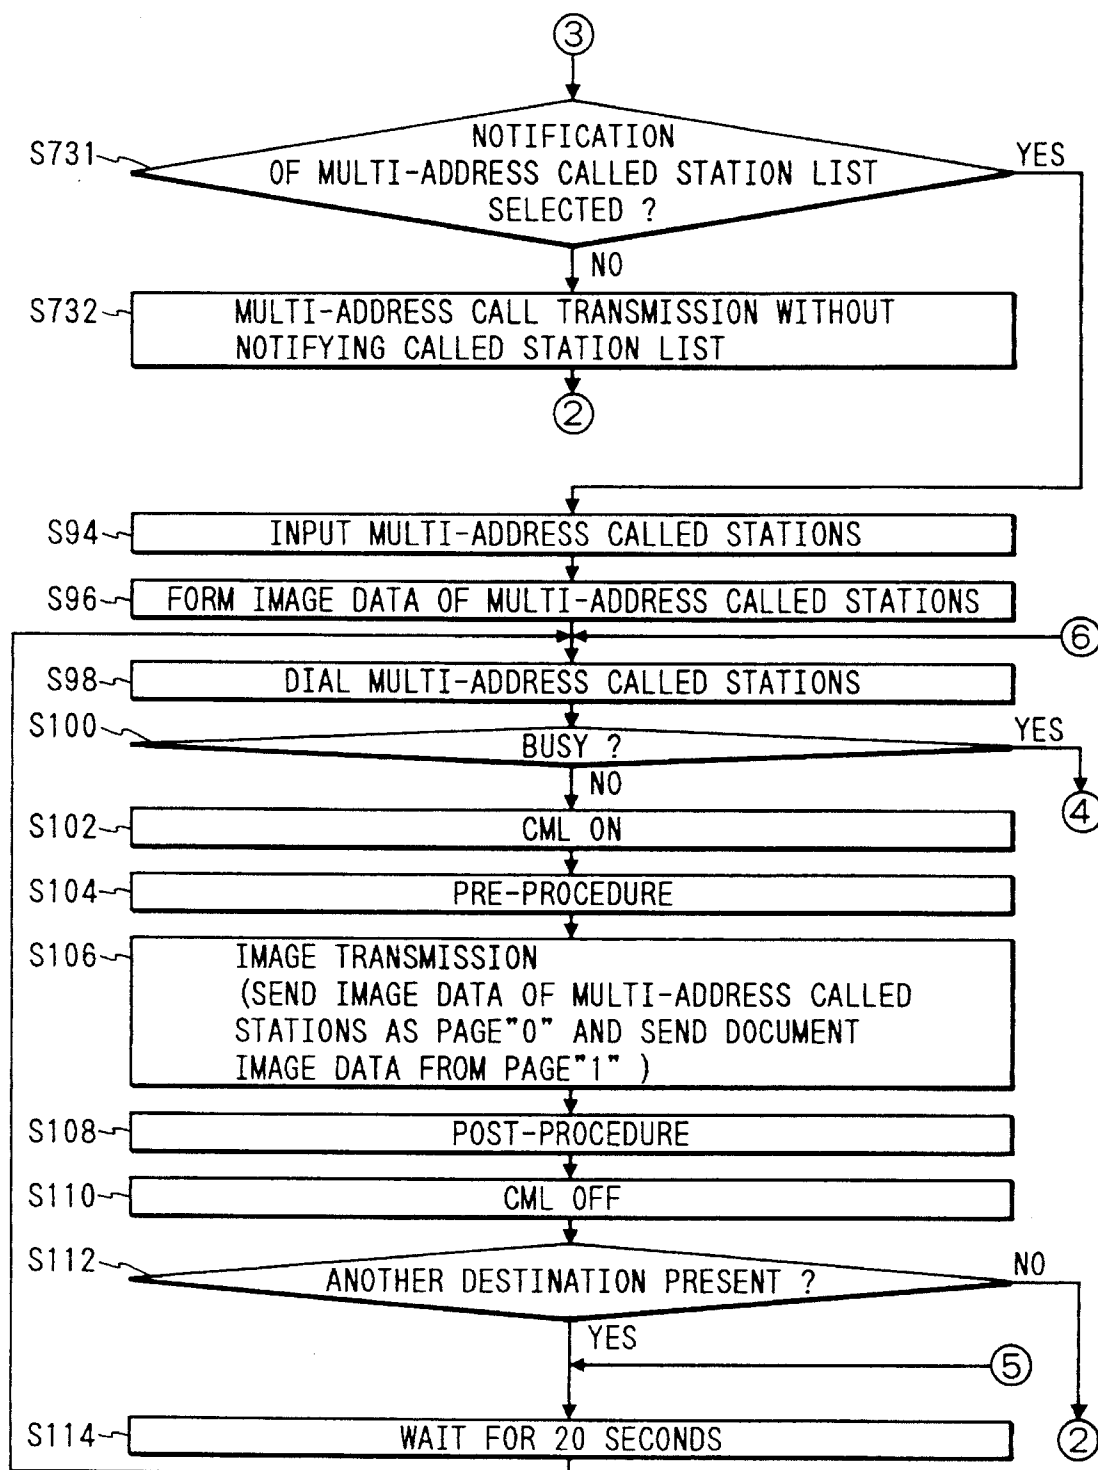 ③
S731
NOTIFICATION
OF MULTI-ADDRESS CALLED STATION LIST
SELECTED ?
YES
NO
S732
MULTI-ADDRESS CALL TRANSMISSION WITHOUT
NOTIFYING CALLED STATION LIST
②
S94
INPUT MULTI-ADDRESS CALLED STATIONS
S96
FORM IMAGE DATA OF MULTI-ADDRESS CALLED STATIONS
⑥
S98
DIAL MULTI-ADDRESS CALLED STATIONS
S100
BUSY ?
YES
NO
④
S102
CML ON
S104
PRE-PROCEDURE
S106
IMAGE TRANSMISSION
(SEND IMAGE DATA OF MULTI-ADDRESS CALLED
STATIONS AS PAGE"0" AND SEND DOCUMENT
IMAGE DATA FROM PAGE"1" )
S108
POST-PROCEDURE
S110
CML OFF
S112
ANOTHER DESTINATION PRESENT ?
NO
YES
⑤
S114
WAIT FOR 20 SECONDS
②